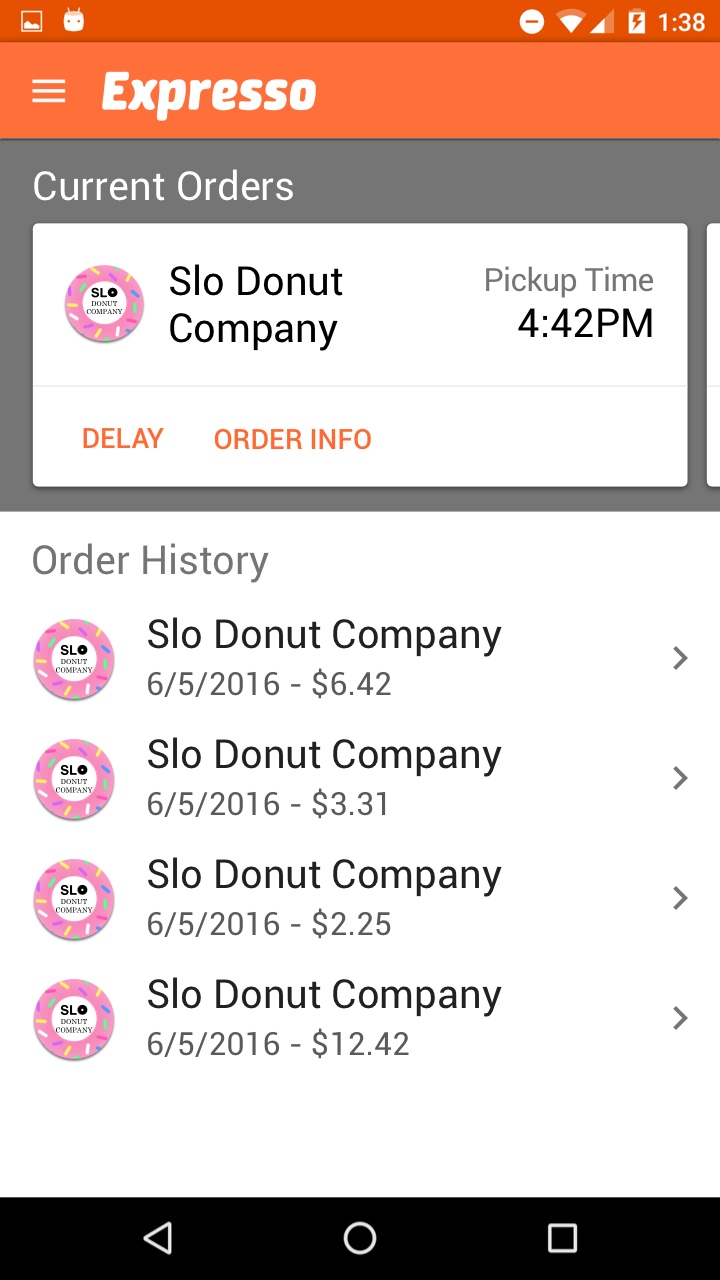 1:38
Expresso
Current Orders
SLO
DONUT
COMPANY
Slo Donut
Company
Pickup Time
4:42PM
DELAY
ORDER INFO
Order History
SLO
DONUT
COMPANY
Slo Donut Company
6/5/2016 - $6.42
SLO
DONUT
COMPANY
Slo Donut Company
6/5/2016 - $3.31
SLO
DONUT
COMPANY
Slo Donut Company
6/5/2016 - $2.25
SLO
DONUT
COMPANY
Slo Donut Company
6/5/2016 - $12.42